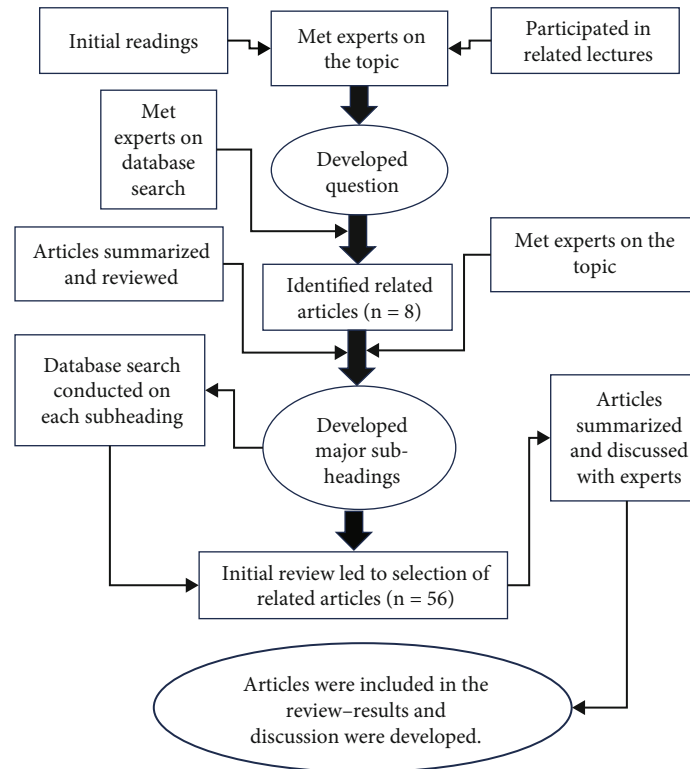 Initial readings
Met experts on
the topic
Participated in
related lectures
Met
experts on
database
search
Developed
question
Articles summarized
and reviewed
Identified related
articles (n = 8)
Met experts on the
topic
Database search
conducted on
each subheading
Developed
major sub-
headings
Articles
summarized
and discussed
with experts
Initial review led to selection of
related articles (n = 56)
Articles were included in the
review–results and
discussion were developed.